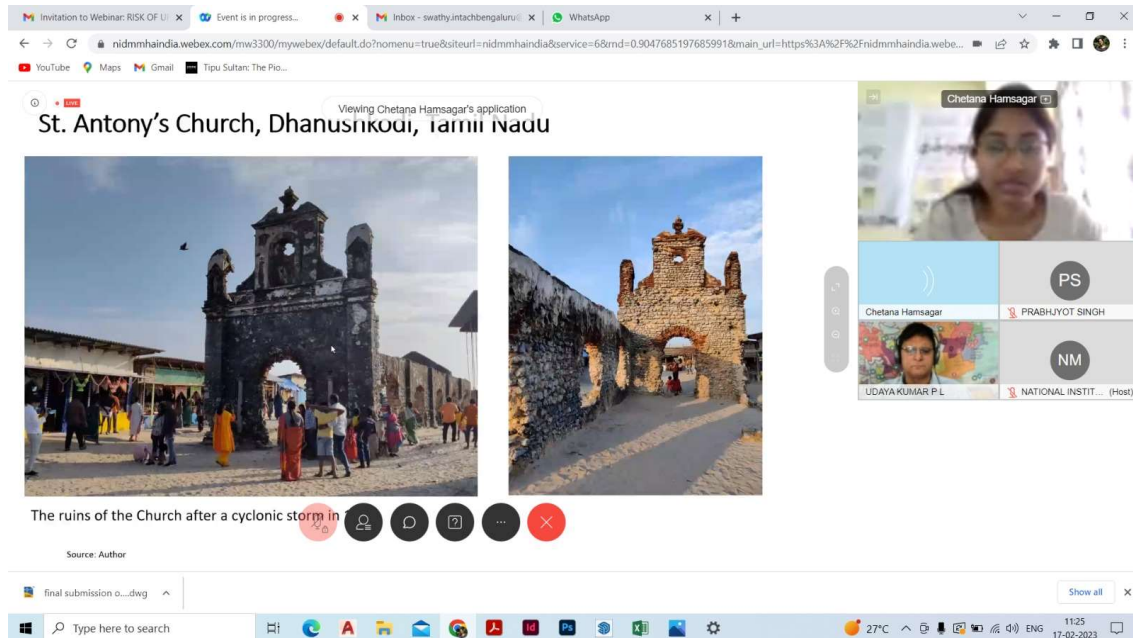 Invitation to Webinar: RISK OF U
Event is in progress...
Inbox - swathy.intachbengaluru@
WhatsApp
nidmmhaindia.webex.com/mw3300/mywebex/default.do?nomenu=true&siteurl=nidmmhaindia&service=6&rnd=0.9047685197685991&main_url=https%3A%2F%2Fnidmmhaindia.webe...
YouTube
Maps
Gmail
Tipu Sultan: The Pio...
LIVE
Viewing Chetana Hamsagar's application
St. Antony's Church, Dhanushkodi, Tamil Nadu
Chetana Hamsagar
Chetana Hamsagar
PS
PRABHJYOT SINGH
UDAYA KUMAR P L
NM
NATIONAL INSTIT... (Host)
The ruins of the Church after a cyclonic storm in
Source: Author
final submission o....dwg
Show all
Type here to search
27°C
ENG
11:25
17-02-2023